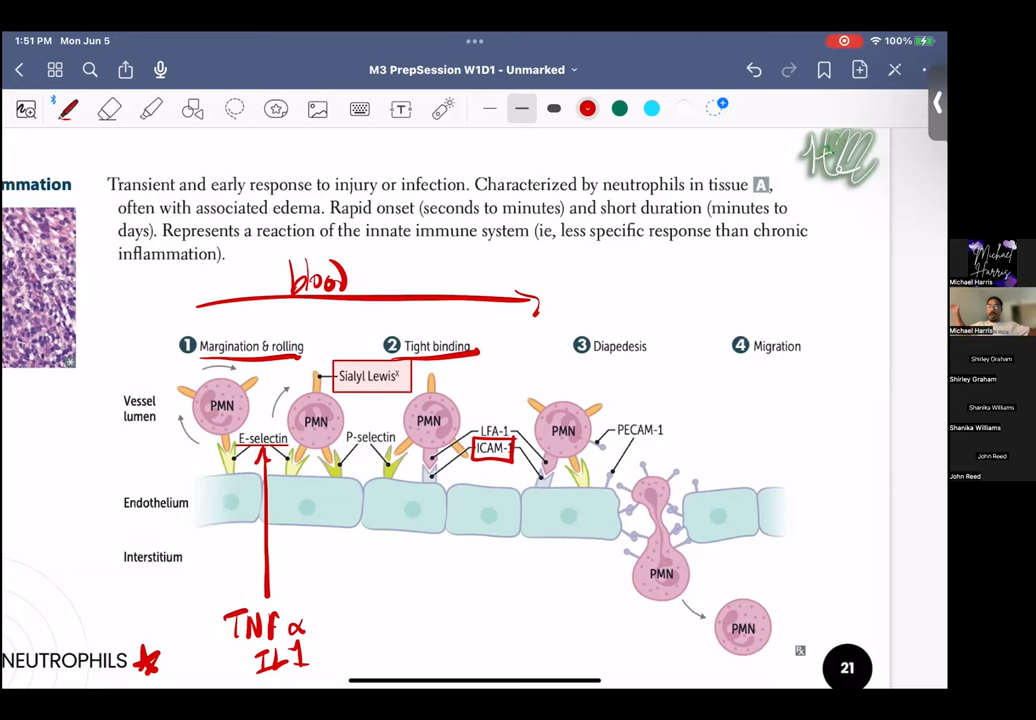 1:51 PM Mon Jun 5
100%
M3 PrepSession W1D1 - Unmarked
mmation
Transient and early response to injury or infection. Characterized by neutrophils in tissue A,
often with associated edema. Rapid onset (seconds to minutes) and short duration (minutes to
days). Represents a reaction of the innate immune system (ie, less specific response than chronic
inflammation).
blood
1 Margination & rolling
2 Tight binding
3 Diapedesis
4 Migration
Sialyl Lewisˣ
Vessel
lumen
PMN
PMN
PMN
PMN
E-selectin
P-selectin
LFA-1
ICAM-1
PECAM-1
Endothelium
Interstitium
PMN
PMN
TNF α
IL1
NEUTROPHILS
21
Michael
Harris
Michael Harris
Michael Harris
Shirley Graham
Shirley Graham
Shanika Williams
Shanika Williams
John Reed
John Reed